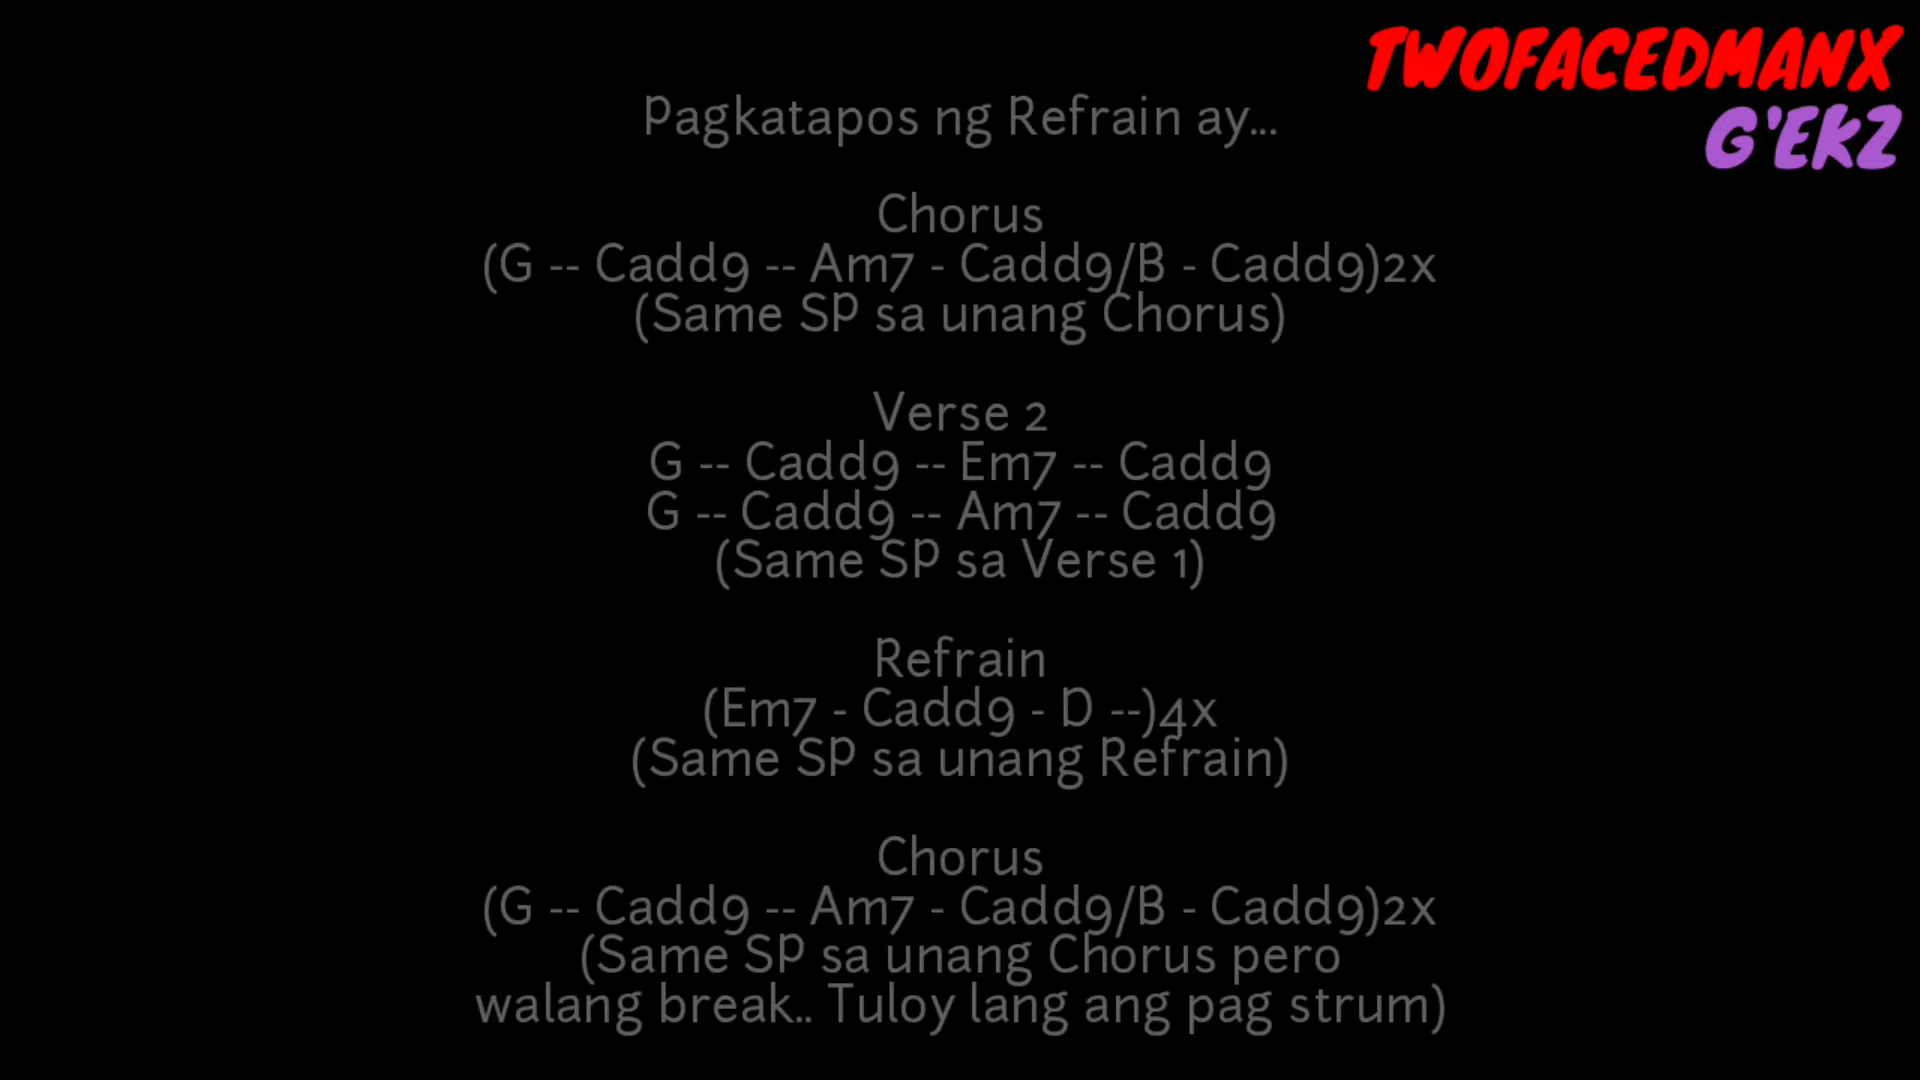 TWOFACEDMANX
G'EKZ
Pagkatapos ng Refrain ay...
Chorus
(G -- Cadd9 -- Am7 - Cadd9/B - Cadd9)2x
(Same SP sa unang Chorus)
Verse 2
G -- Cadd9 -- Em7 -- Cadd9
G -- Cadd9 -- Am7 -- Cadd9
(Same SP sa Verse 1)
Refrain
(Em7 - Cadd9 - D --)4x
(Same SP sa unang Refrain)
Chorus
(G -- Cadd9 -- Am7 - Cadd9/B - Cadd9)2x
(Same SP sa unang Chorus pero
walang break.. Tuloy lang ang pag strum)